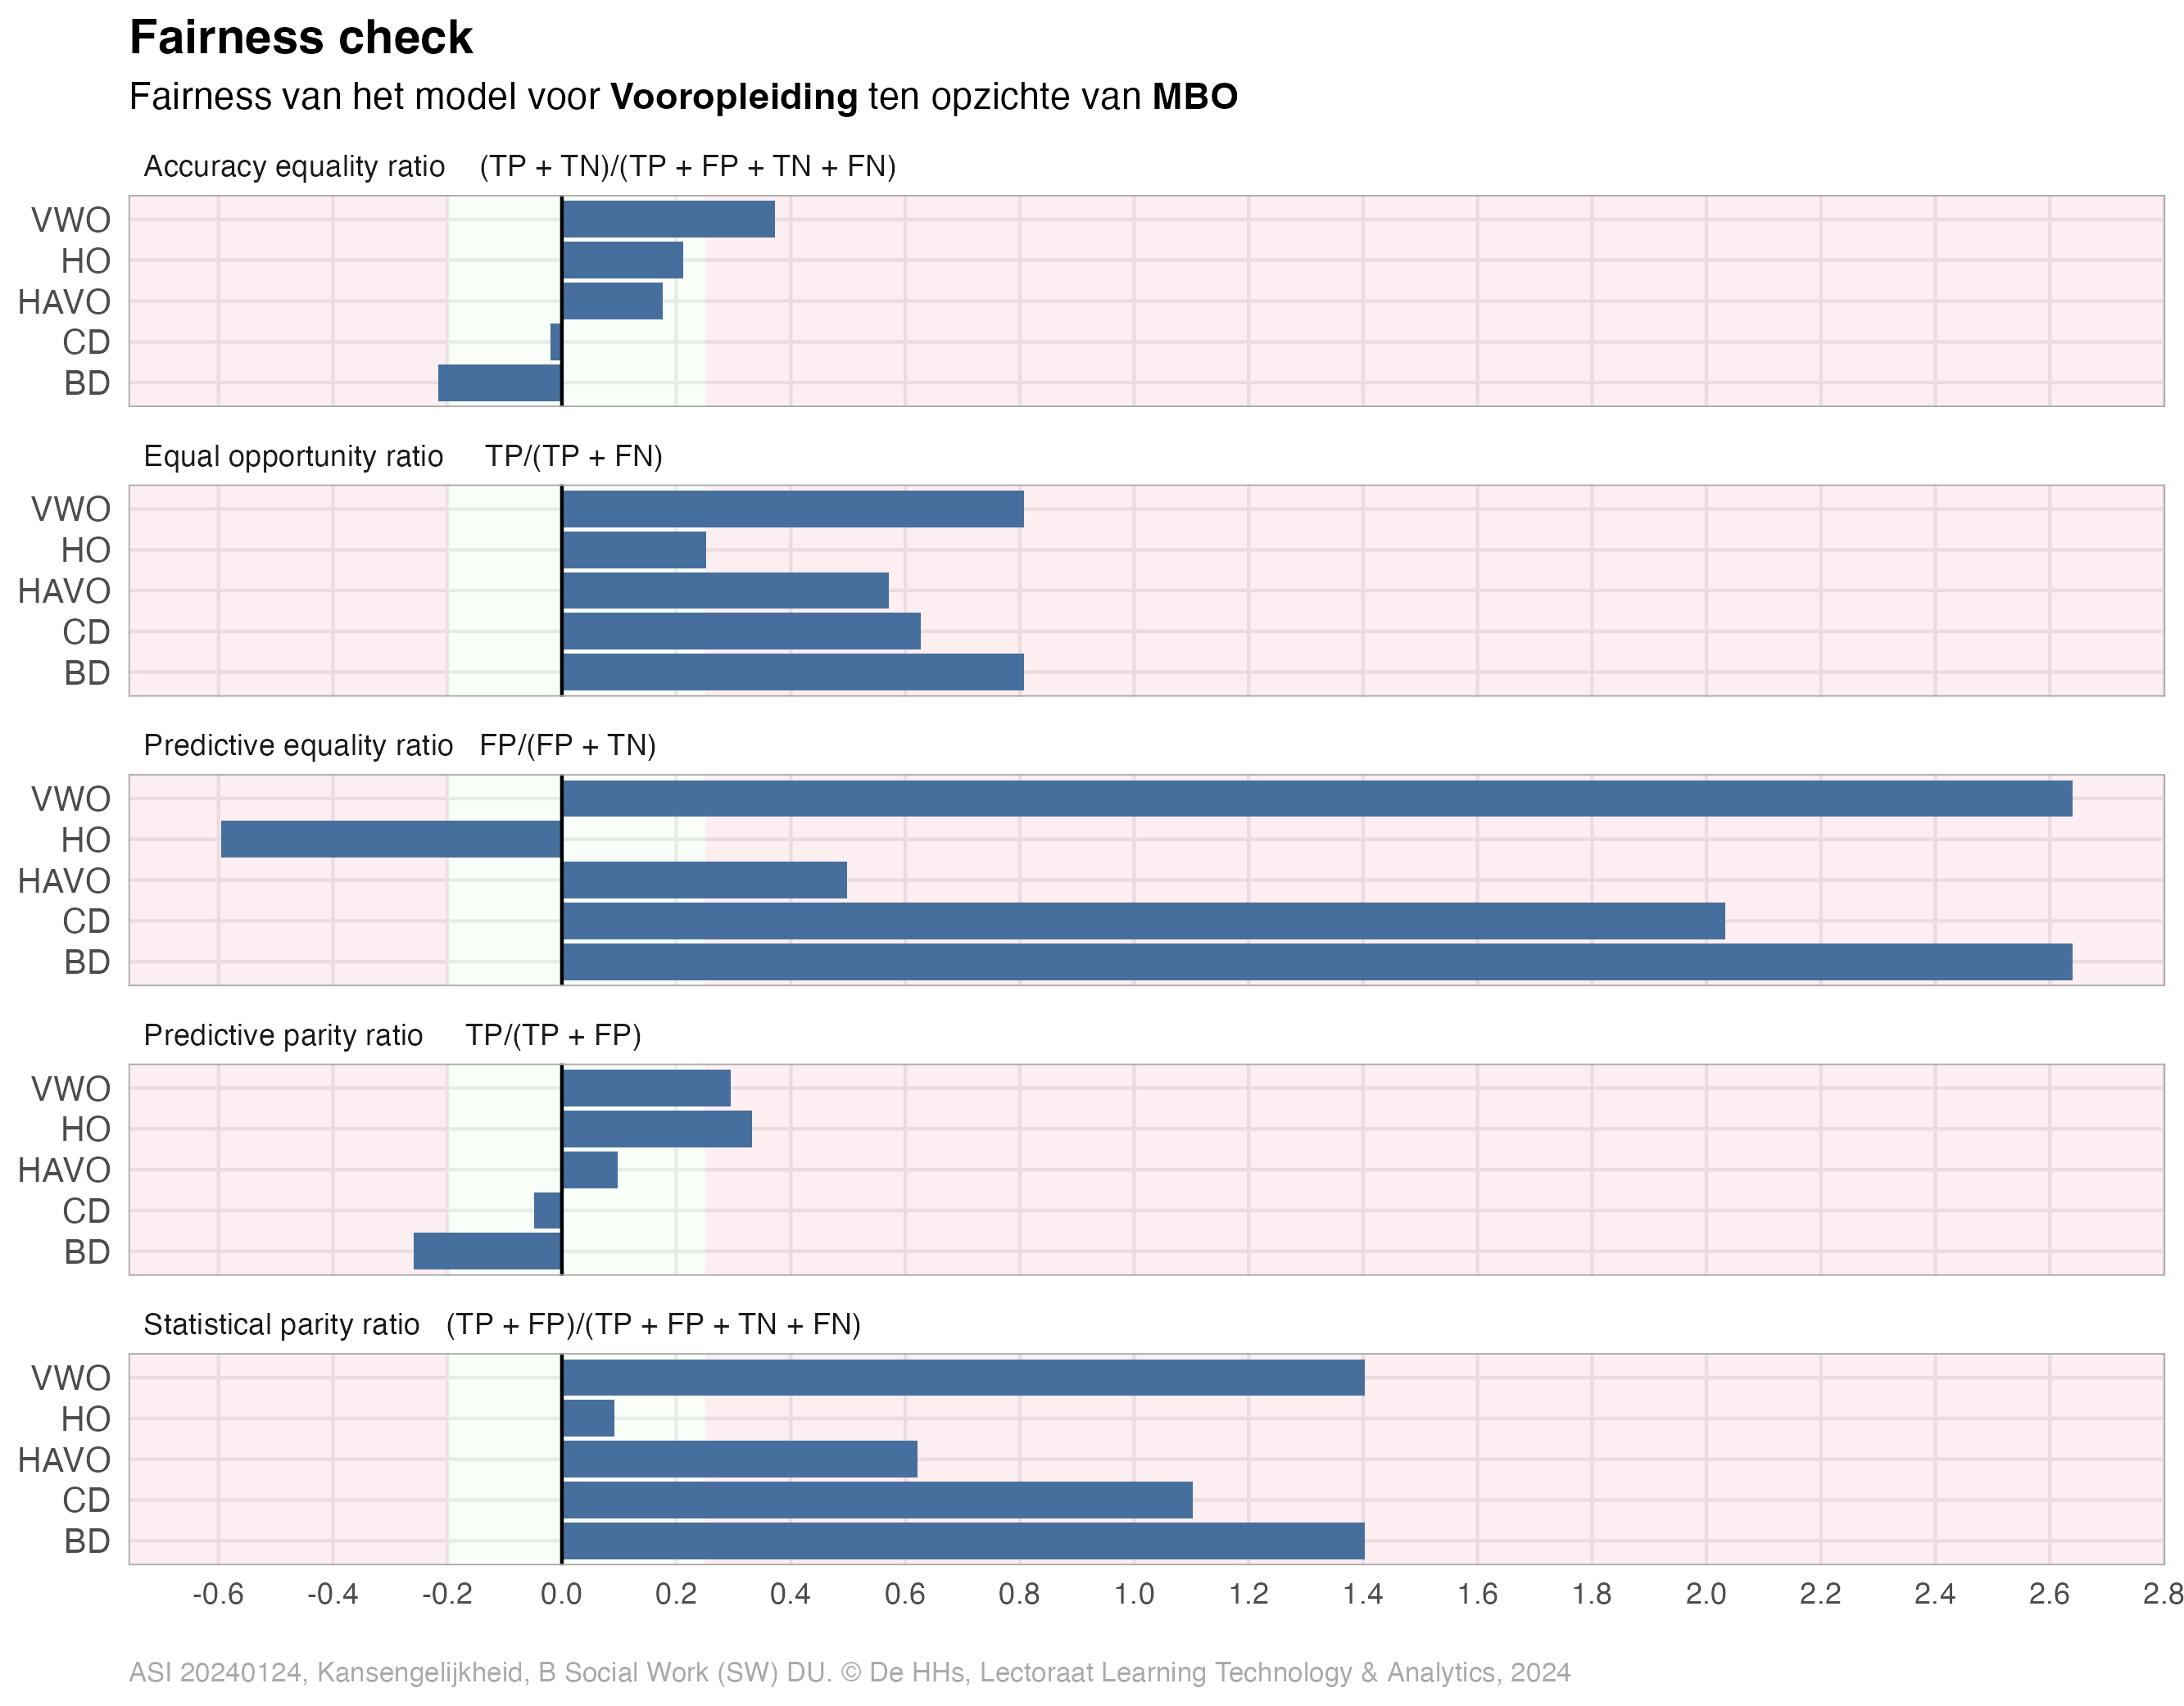 Fairness check
Fairness van het model voor Vooropleiding ten opzichte van MBO
Accuracy equality ratio (TP + TN)/(TP + FP + TN + FN)
VWO
HO
HAVO
CD
BD
Equal opportunity ratio TP/(TP + FN)
VWO
HO
HAVO
CD
BD
Predictive equality ratio FP/(FP + TN)
VWO
HO
HAVO
CD
BD
Predictive parity ratio TP/(TP + FP)
VWO
HO
HAVO
CD
BD
Statistical parity ratio (TP + FP)/(TP + FP + TN + FN)
VWO
HO
HAVO
CD
BD
-0.6 -0.4 -0.2 0.0 0.2 0.4 0.6 0.8 1.0 1.2 1.4 1.6 1.8 2.0 2.2 2.4 2.6 2.8
ASI 20240124, Kansengelijkheid, B Social Work (SW) DU. © De HHs, Lectoraat Learning Technology & Analytics, 2024